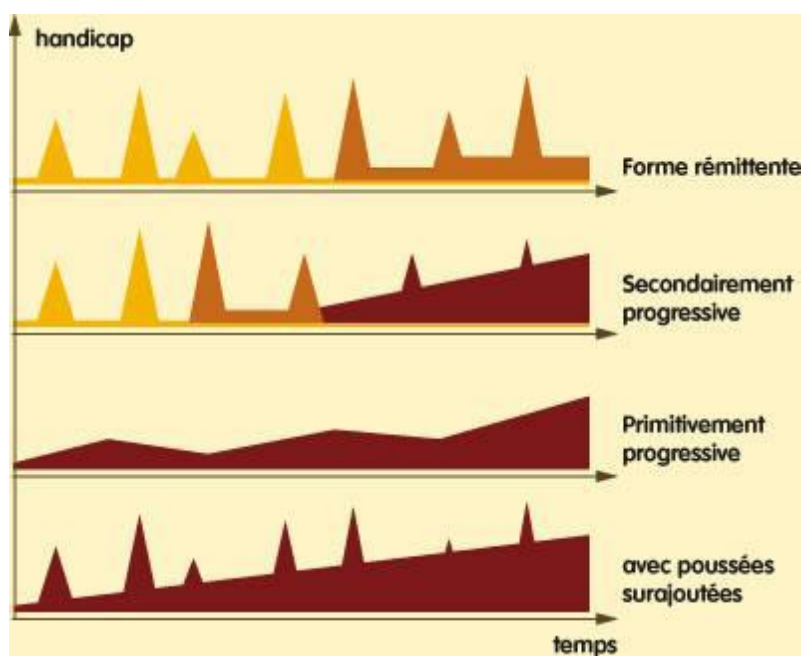 handicap
Forme rémittente
Secondairement
progressive
Primitivement
progressive
avec poussées
surajoutées
temps